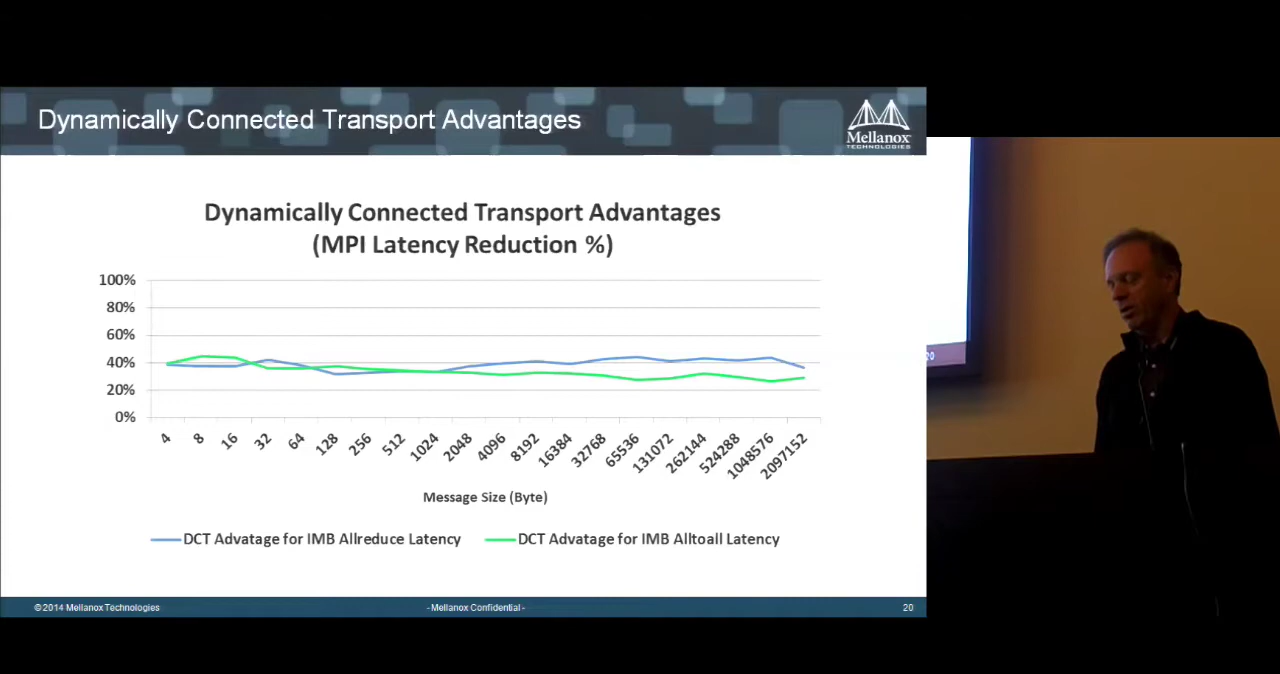 Dynamically Connected Transport Advantages
Mellanox
TECHNOLOGIES
Dynamically Connected Transport Advantages
(MPI Latency Reduction %)
100%
80%
60%
40%
20%
0%
4 8 16 32 64 128 256 512 1024 2048 4096 8192 16384 32768 65536 131072 262144 524288 1048576 2097152
Message Size (Byte)
DCT Advatage for IMB Allreduce Latency DCT Advatage for IMB Alltoall Latency
© 2014 Mellanox Technologies - Mellanox Confidential - 20
20